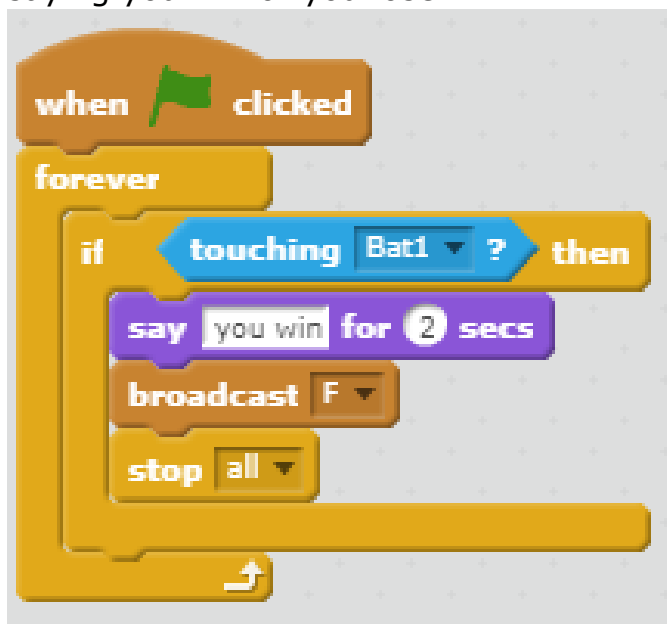 when clicked
forever
if touching Bat1 ? then
say you win for 2 secs
broadcast F
stop all